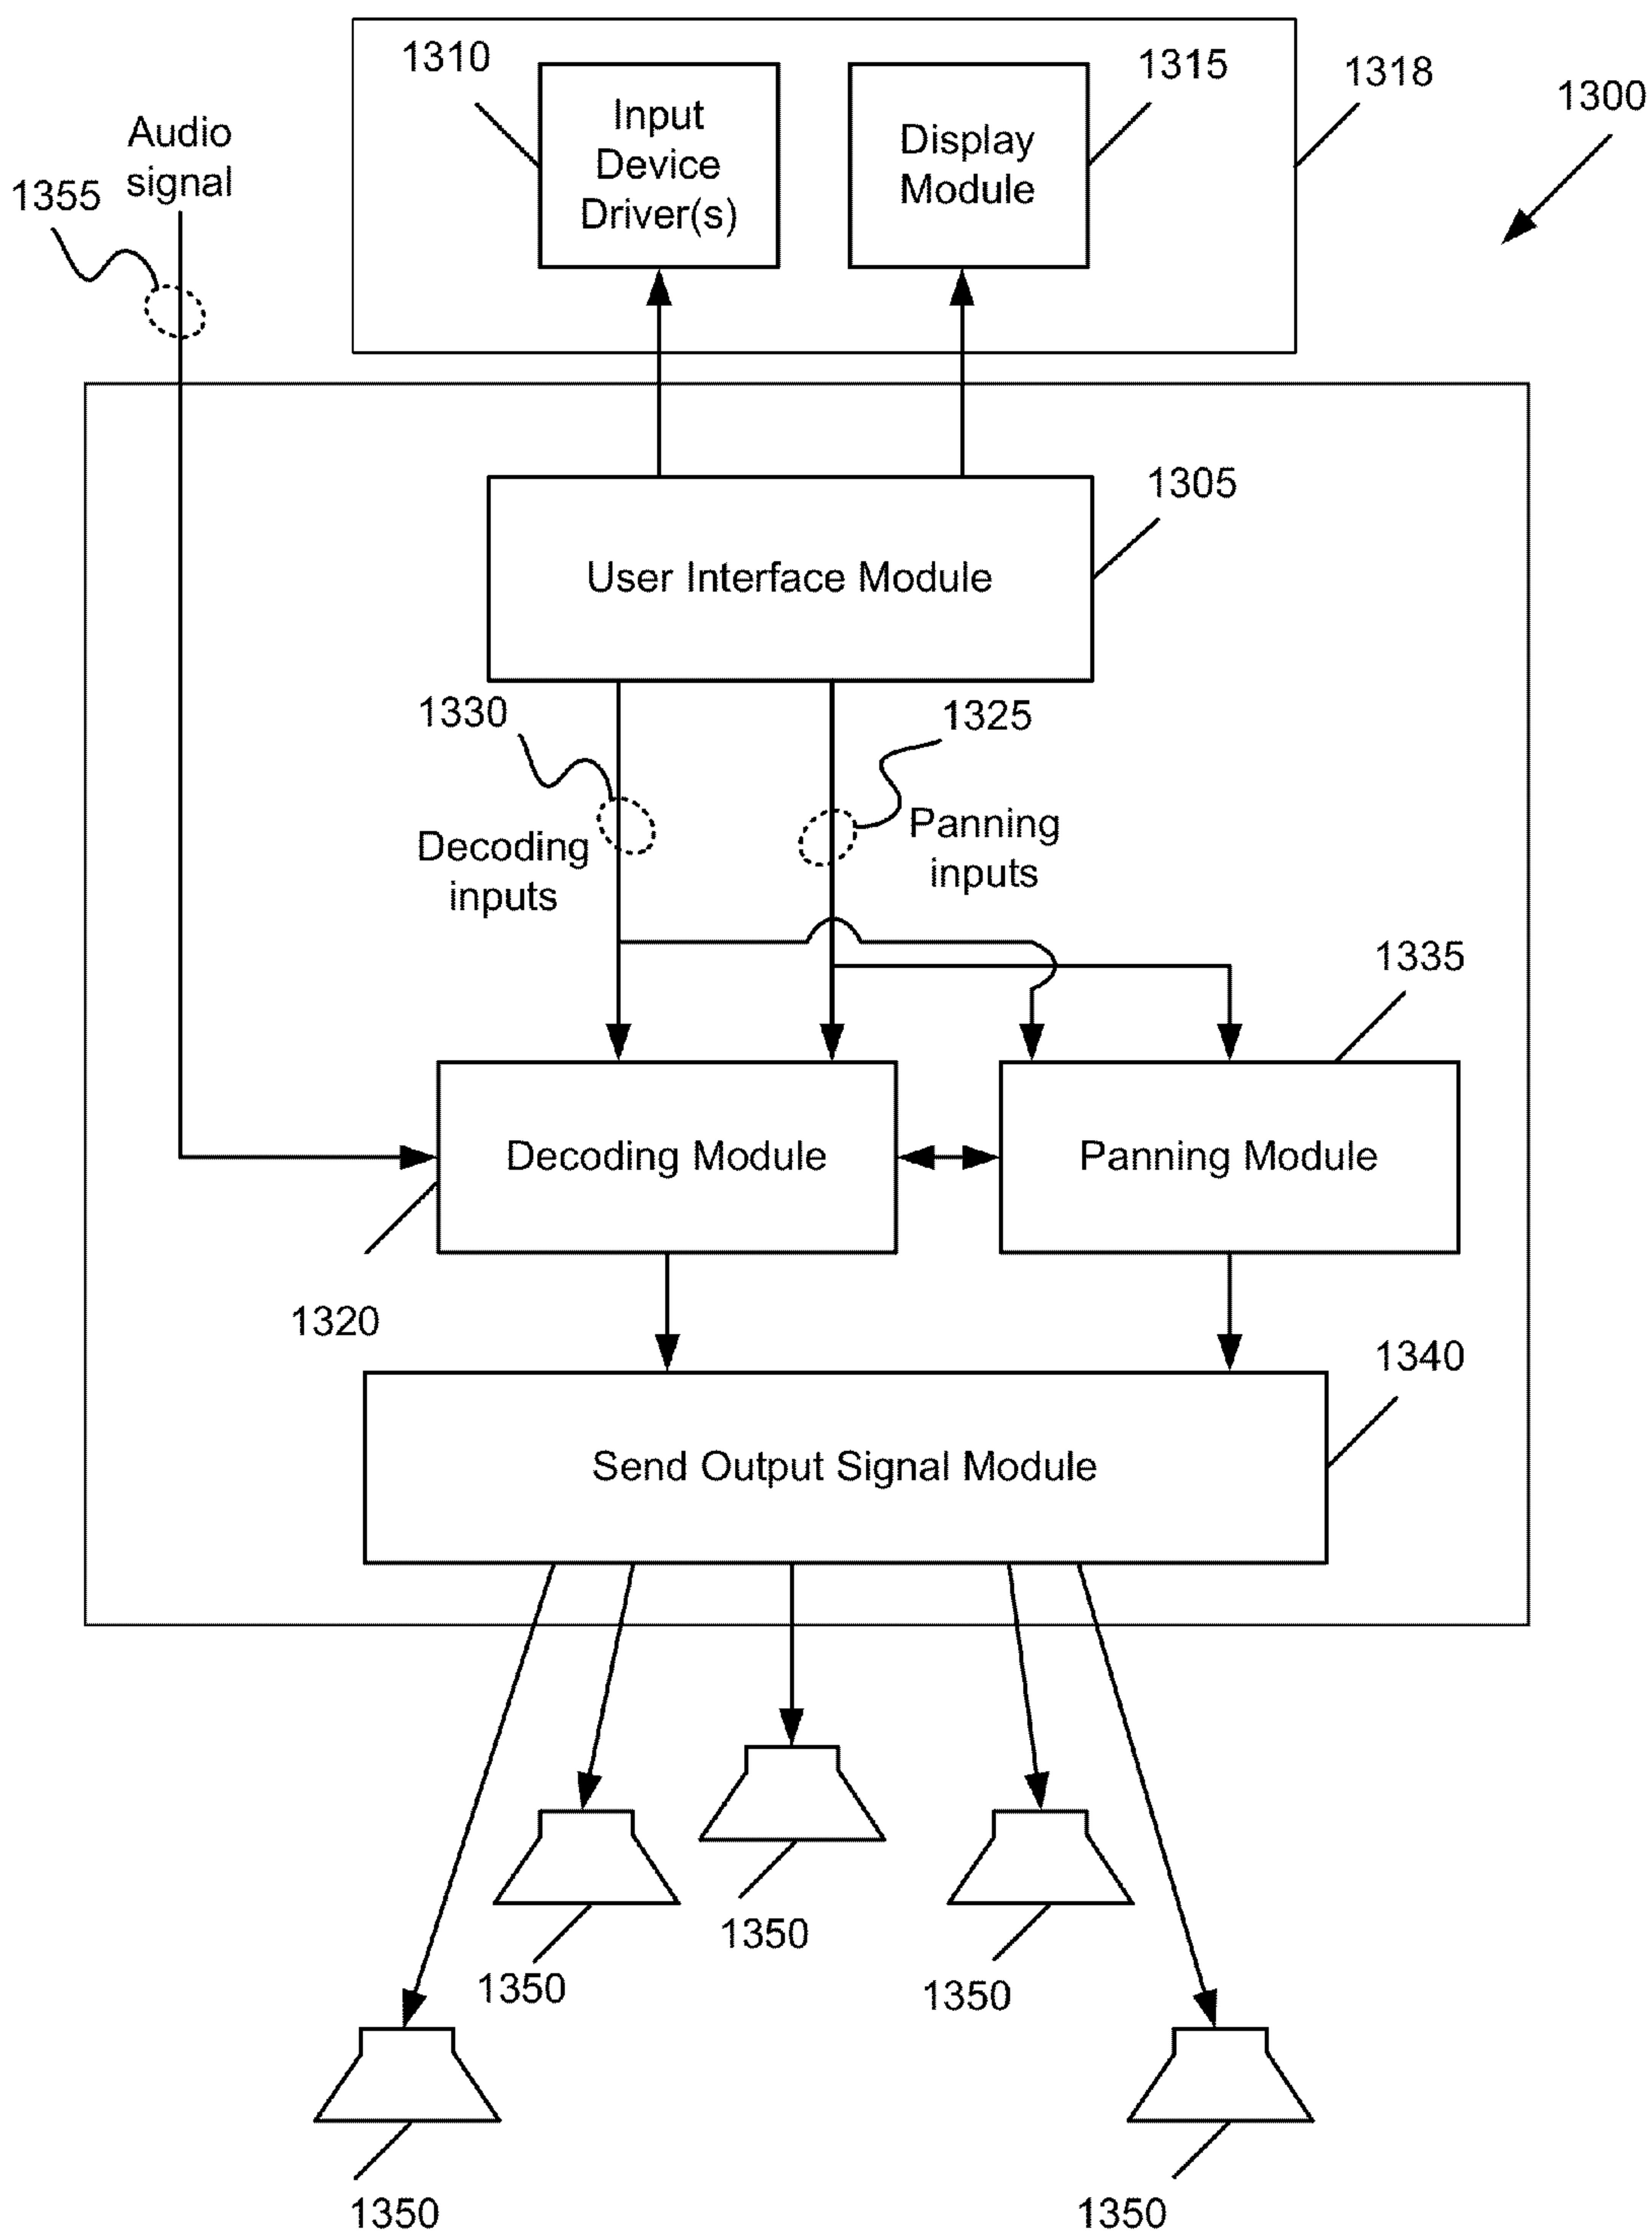 1310
Input
Device
Driver(s)
Display
Module
1315
1318
1300
Audio
signal
1355
1305
User Interface Module
1330
1325
Decoding
inputs
Panning
inputs
1335
Decoding Module
Panning Module
1320
1340
Send Output Signal Module
1350
1350
1350
1350
1350